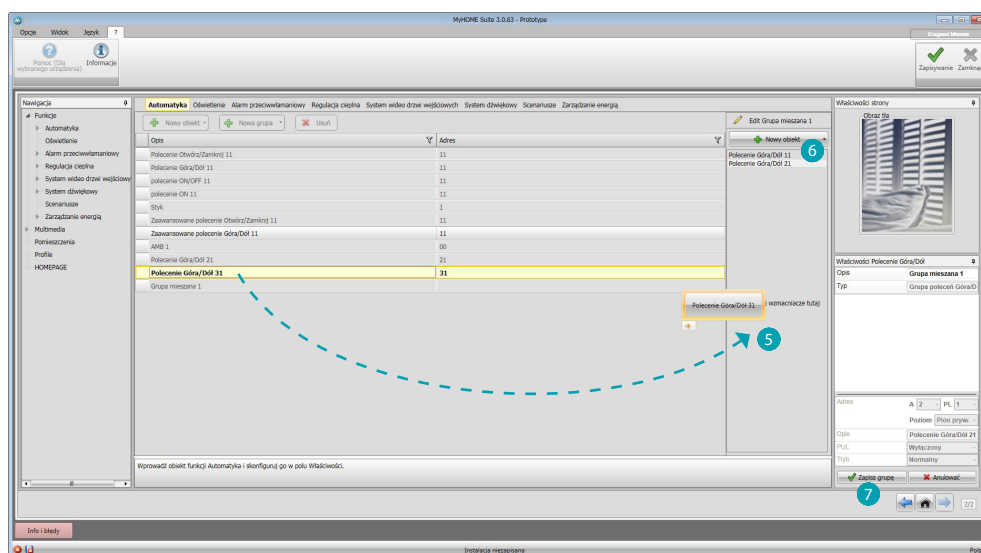 MyHOME Suite 3.0.63 - Prototype
Opcje Widok Język ?
Pomoc (Dla wybranego urządzenia)
Informacje
Zapisywanie
Zamkną
Nawigacja
Funkcje
Automatyka
Oświetlenie
Alarm przeciwwłamaniowy
Regulacja cieplna
System wideo drzwi wejściowy
System dźwiękowy
Scenariusze
Zarządzanie energią
Multimedia
Pomieszczenia
Profile
HOMEPAGE
Automatyka Oświetlenie Alarm przeciwwłamaniowy Regulacja cieplna System wideo drzwi wejściowych System dźwiękowy Scenariusze Zarządzanie energią
Nowy obiekt Nowa grupa Usuń
Opis Adres
Polecenie Otwórz/Zamknij 11 11
Polecenie Góra/Dół 11 11
polecenie ON/OFF 11 11
polecenie ON 11 11
Styk 1
Zaawansowane polecenie Otwórz/Zamknij 11 11
Zaawansowane polecenie Góra/Dół 11 11
AMB 1 00
Polecenie Góra/Dół 21 21
Polecenie Góra/Dół 31 31
Grupa mieszana 1
Edit Grupa mieszana 1
Nowy obiekt
6
Polecenie Góra/Dół 11
Polecenie Góra/Dół 21
Polecenie Góra/Dół 31
i wzmacniacze tutaj
5
Wprowadź obiekt funkcji Automatyka i skonfiguruj go w polu Właściwości.
Właściwości strony
Obraz tła
Właściwości Polecenie Góra/Dół
Opis Grupa mieszana 1
Typ Grupa poleceń Góra/D
Adres A 2 PL 1
Poziom Pion pryw.
Opis Polecenie Góra/Dół 21
PUL Wyłączony
Tryb Normalny
Zapisz grupę Anulować
7
2/2
Info i błędy
Instalacja niezapisana
Pols